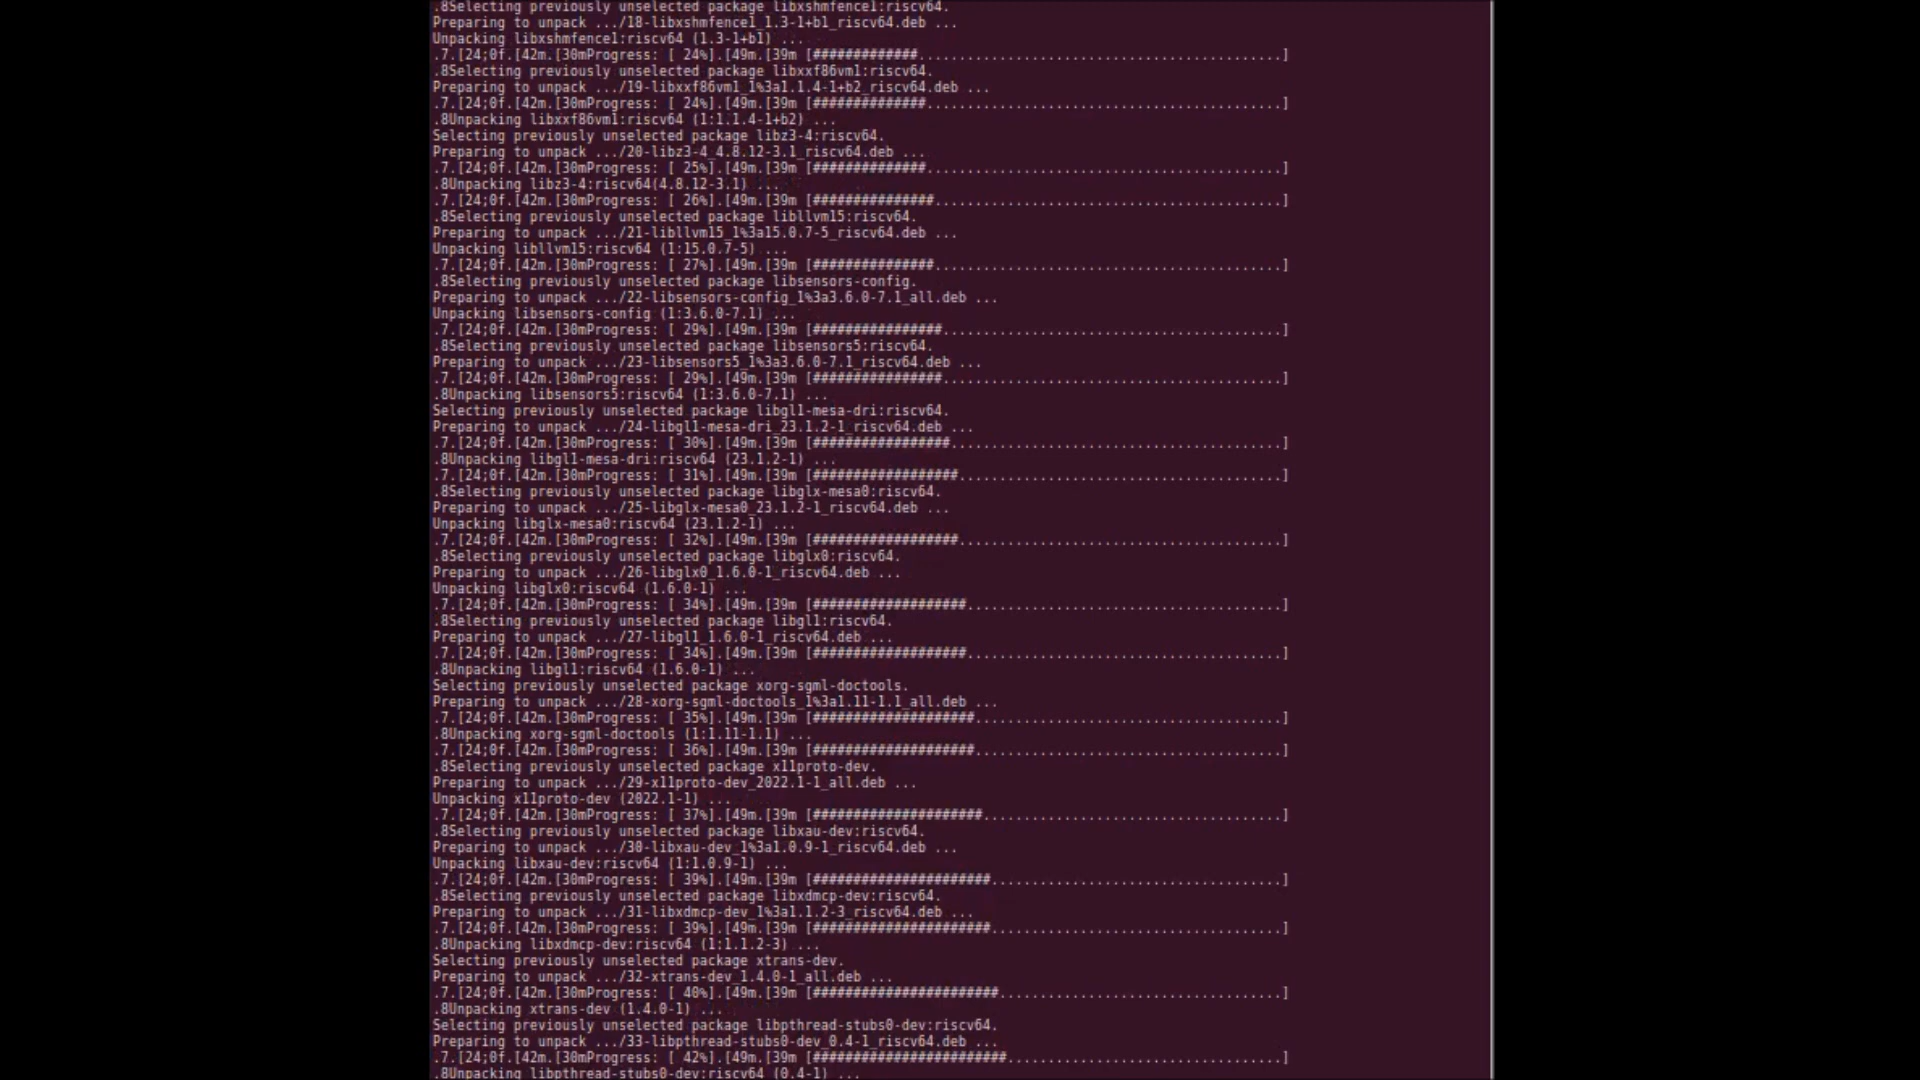 .8Selecting previously unselected package libxshmfence1:riscv64.
Preparing to unpack .../18-libxshmfence1_1.3-1+b1_riscv64.deb ...
Unpacking libxshmfence1:riscv64 (1.3-1+b1) ...
.7.[24;0f.[42m.[30mProgress: [ 24%].[49m.[39m [#############.............................................]
.8Selecting previously unselected package libxxf86vm1:riscv64.
Preparing to unpack .../19-libxxf86vm1_1%3a1.1.4-1+b2_riscv64.deb ...
.7.[24;0f.[42m.[30mProgress: [ 24%].[49m.[39m [##############............................................]
.8Unpacking libxxf86vm1:riscv64 (1:1.1.4-1+b2) ...
Selecting previously unselected package libz3-4:riscv64.
Preparing to unpack .../20-libz3-4_4.8.12-3.1_riscv64.deb ...
.7.[24;0f.[42m.[30mProgress: [ 25%].[49m.[39m [##############............................................]
.8Unpacking libz3-4:riscv64(4.8.12-3.1) ...
.7.[24;0f.[42m.[30mProgress: [ 26%].[49m.[39m [###############...........................................]
.8Selecting previously unselected package libllvm15:riscv64.
Preparing to unpack .../21-libllvm15_1%3a15.0.7-5_riscv64.deb ...
Unpacking libllvm15:riscv64 (1:15.0.7-5) ...
.7.[24;0f.[42m.[30mProgress: [ 27%].[49m.[39m [###############...........................................]
.8Selecting previously unselected package libsensors-config.
Preparing to unpack .../22-libsensors-config_1%3a3.6.0-7.1_all.deb ...
Unpacking libsensors-config (1:3.6.0-7.1) ...
.7.[24;0f.[42m.[30mProgress: [ 29%].[49m.[39m [################..........................................]
.8Selecting previously unselected package libsensors5:riscv64.
Preparing to unpack .../23-libsensors5_1%3a3.6.0-7.1_riscv64.deb ...
.7.[24;0f.[42m.[30mProgress: [ 29%].[49m.[39m [################..........................................]
.8Unpacking libsensors5:riscv64 (1:3.6.0-7.1) ...
Selecting previously unselected package libgl1-mesa-dri:riscv64.
Preparing to unpack .../24-libgl1-mesa-dri_23.1.2-1_riscv64.deb ...
.7.[24;0f.[42m.[30mProgress: [ 30%].[49m.[39m [#################.........................................]
.8Unpacking libgl1-mesa-dri:riscv64 (23.1.2-1) ...
.7.[24;0f.[42m.[30mProgress: [ 31%].[49m.[39m [##################........................................]
.8Selecting previously unselected package libglx-mesa0:riscv64.
Preparing to unpack .../25-libglx-mesa0_23.1.2-1_riscv64.deb ...
Unpacking libglx-mesa0:riscv64 (23.1.2-1) ...
.7.[24;0f.[42m.[30mProgress: [ 32%].[49m.[39m [##################........................................]
.8Selecting previously unselected package libglx0:riscv64.
Preparing to unpack .../26-libglx0_1.6.0-1_riscv64.deb ...
Unpacking libglx0:riscv64 (1.6.0-1) ...
.7.[24;0f.[42m.[30mProgress: [ 34%].[49m.[39m [###################.......................................]
.8Selecting previously unselected package libgl1:riscv64.
Preparing to unpack .../27-libgl1_1.6.0-1_riscv64.deb ...
.7.[24;0f.[42m.[30mProgress: [ 34%].[49m.[39m [###################.......................................]
.8Unpacking libgl1:riscv64 (1.6.0-1) ...
Selecting previously unselected package xorg-sgml-doctools.
Preparing to unpack .../28-xorg-sgml-doctools_1%3a1.11-1.1_all.deb ...
.7.[24;0f.[42m.[30mProgress: [ 35%].[49m.[39m [####################......................................]
.8Unpacking xorg-sgml-doctools (1:1.11-1.1) ...
.7.[24;0f.[42m.[30mProgress: [ 36%].[49m.[39m [####################......................................]
.8Selecting previously unselected package x11proto-dev.
Preparing to unpack .../29-x11proto-dev_2022.1-1_all.deb ...
Unpacking x11proto-dev (2022.1-1) ...
.7.[24;0f.[42m.[30mProgress: [ 37%].[49m.[39m [#####################.....................................]
.8Selecting previously unselected package libxau-dev:riscv64.
Preparing to unpack .../30-libxau-dev_1%3a1.0.9-1_riscv64.deb ...
Unpacking libxau-dev:riscv64 (1:1.0.9-1) ...
.7.[24;0f.[42m.[30mProgress: [ 39%].[49m.[39m [######################....................................]
.8Selecting previously unselected package libxdmcp-dev:riscv64.
Preparing to unpack .../31-libxdmcp-dev_1%3a1.1.2-3_riscv64.deb ...
.7.[24;0f.[42m.[30mProgress: [ 39%].[49m.[39m [######################....................................]
.8Unpacking libxdmcp-dev:riscv64 (1:1.1.2-3) ...
Selecting previously unselected package xtrans-dev.
Preparing to unpack .../32-xtrans-dev_1.4.0-1_all.deb ...
.7.[24;0f.[42m.[30mProgress: [ 40%].[49m.[39m [#######################...................................]
.8Unpacking xtrans-dev (1.4.0-1) ...
Selecting previously unselected package libpthread-stubs0-dev:riscv64.
Preparing to unpack .../33-libpthread-stubs0-dev_0.4-1_riscv64.deb ...
.7.[24;0f.[42m.[30mProgress: [ 42%].[49m.[39m [########################..................................]
.8Unpacking libpthread-stubs0-dev:riscv64 (0.4-1) ...